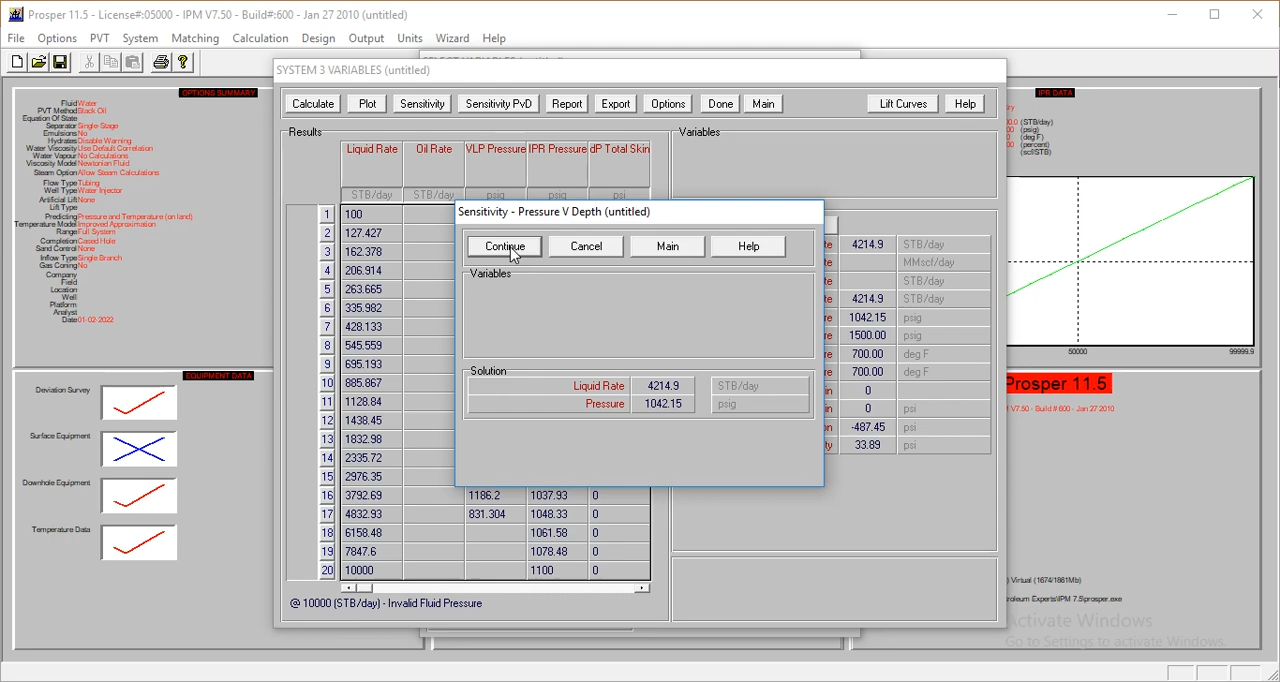 Prosper 11.5 - License#:05000 - IPM V7.50 - Build#:600 - Jan 27 2010 (untitled)
File Options PVT System Matching Calculation Design Output Units Wizard Help
SYSTEM 3 VARIABLES (untitled)
Calculate Plot Sensitivity Sensitivity PvD Report Export Options Done Main Lift Curves Help
Results
Variables
Liquid Rate Oil Rate VLP Pressure IPR Pressure dP Total Skin
STB/day STB/day psig psig psi
1 100
2 127.427
3 162.378
4 206.914
5 263.665
6 335.982
7 428.133
8 545.559
9 695.193
10 885.867
11 1128.84
12 1438.45
13 1832.98
14 2335.72
15 2976.35
16 3792.69 1186.2 1037.93 0
17 4832.93 831.304 1048.33 0
18 6158.48 1061.58 0
19 7847.6 1078.48 0
20 10000 1100 0
@ 10000 (STB/day) - Invalid Fluid Pressure
4214.9 STB/day
MMscf/day
STB/day
4214.9 STB/day
1042.15 psig
1500.00 psig
700.00 deg F
700.00 deg F
0
0 psi
-487.45 psi
33.89 psi
Sensitivity - Pressure V Depth (untitled)
Continue Cancel Main Help
Variables
Solution
Liquid Rate 4214.9 STB/day
Pressure 1042.15 psig
OPTIONS SUMMARY
Fluid Water
PVT Method Black Oil
Equation Of State
Separator Single-Stage
Emulsions No
Hydrates Disable Warning
Water Viscosity Use Default Correlation
Water Vapour No Calculations
Viscosity Model Newtonian Fluid
Steam Option Allow Steam Calculations
Flow Type Tubing
Well Type Water Injector
Artificial Lift None
Lift Type
Predicting Pressure and Temperature (on land)
Temperature Model Improved Approximation
Range Full System
Completion Cased Hole
Sand Control None
Inflow Type Single Branch
Gas Coning No
Company
Field
Location
Well
Platform
Analyst
Date 01-02-2022
EQUIPMENT DATA
Deviation Survey
Surface Equipment
Downhole Equipment
Temperature Data
IPR DATA
(STB/day)
(psig)
(deg F)
(percent)
(scf/STB)
50000 99999.9
Prosper 11.5
V7.50 - Build # 600 - Jan 27 2010
Virtual (1674/1861Mb)
roleum Experts\IPM 7.5\prosper.exe
Activate Windows
Go to Settings to activate Windows.